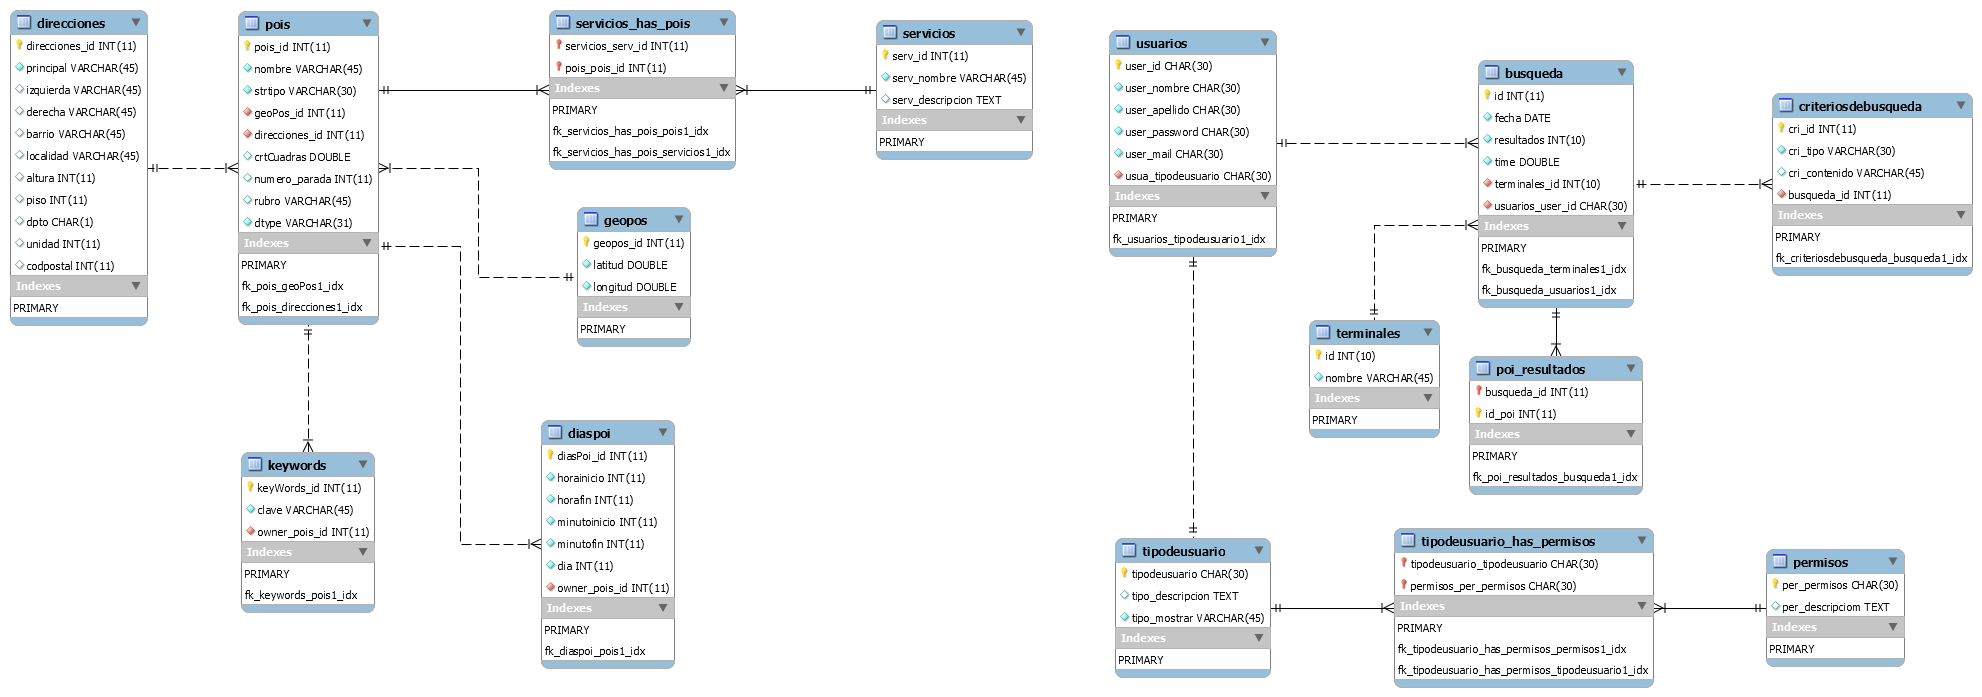 direcciones
direcciones_id INT(11)
principal VARCHAR(45)
izquierda VARCHAR(45)
derecha VARCHAR(45)
barrio VARCHAR(45)
localidad VARCHAR(45)
altura INT(11)
piso INT(11)
dpto CHAR(1)
unidad INT(11)
codpostal INT(11)
Indexes
PRIMARY
pois
pois_id INT(11)
nombre VARCHAR(45)
strtipo VARCHAR(30)
geoPos_id INT(11)
direcciones_id INT(11)
crtCuadras DOUBLE
numero_parada INT(11)
rubro VARCHAR(45)
dtype VARCHAR(31)
Indexes
PRIMARY
fk_pois_geoPos1_idx
fk_pois_direcciones1_idx
servicios_has_pois
servicios_serv_id INT(11)
pois_pois_id INT(11)
Indexes
PRIMARY
fk_servicios_has_pois_pois1_idx
fk_servicios_has_pois_servicios1_idx
servicios
serv_id INT(11)
serv_nombre VARCHAR(45)
serv_descripcion TEXT
Indexes
PRIMARY
geopos
geopos_id INT(11)
latitud DOUBLE
longitud DOUBLE
Indexes
PRIMARY
keywords
keyWords_id INT(11)
clave VARCHAR(45)
owner_pois_id INT(11)
Indexes
PRIMARY
fk_keywords_pois1_idx
diaspoi
diasPoi_id INT(11)
horainicio INT(11)
horafin INT(11)
minutoinicio INT(11)
minutofin INT(11)
dia INT(11)
owner_pois_id INT(11)
Indexes
PRIMARY
fk_diaspoi_pois1_idx
usuarios
user_id CHAR(30)
user_nombre CHAR(30)
user_apellido CHAR(30)
user_password CHAR(30)
user_mail CHAR(30)
usua_tipodeusuario CHAR(30)
Indexes
PRIMARY
fk_usuarios_tipodeusuario1_idx
busqueda
id INT(11)
fecha DATE
resultados INT(10)
time DOUBLE
terminales_id INT(10)
usuarios_user_id CHAR(30)
Indexes
PRIMARY
fk_busqueda_terminales1_idx
fk_busqueda_usuarios1_idx
criteriosdebusqueda
cri_id INT(11)
cri_tipo VARCHAR(30)
cri_contenido VARCHAR(45)
busqueda_id INT(11)
Indexes
PRIMARY
fk_criteriosdebusqueda_busqueda1_idx
terminales
id INT(10)
nombre VARCHAR(45)
Indexes
PRIMARY
poi_resultados
busqueda_id INT(11)
id_poi INT(11)
Indexes
PRIMARY
fk_poi_resultados_busqueda1_idx
tipodeusuario
tipodeusuario CHAR(30)
tipo_descripcion TEXT
tipo_mostrar VARCHAR(45)
Indexes
PRIMARY
tipodeusuario_has_permisos
tipodeusuario_tipodeusuario CHAR(30)
permisos_per_permisos CHAR(30)
Indexes
PRIMARY
fk_tipodeusuario_has_permisos_permisos1_idx
fk_tipodeusuario_has_permisos_tipodeusuario1_idx
permisos
per_permisos CHAR(30)
per_descripciom TEXT
Indexes
PRIMARY